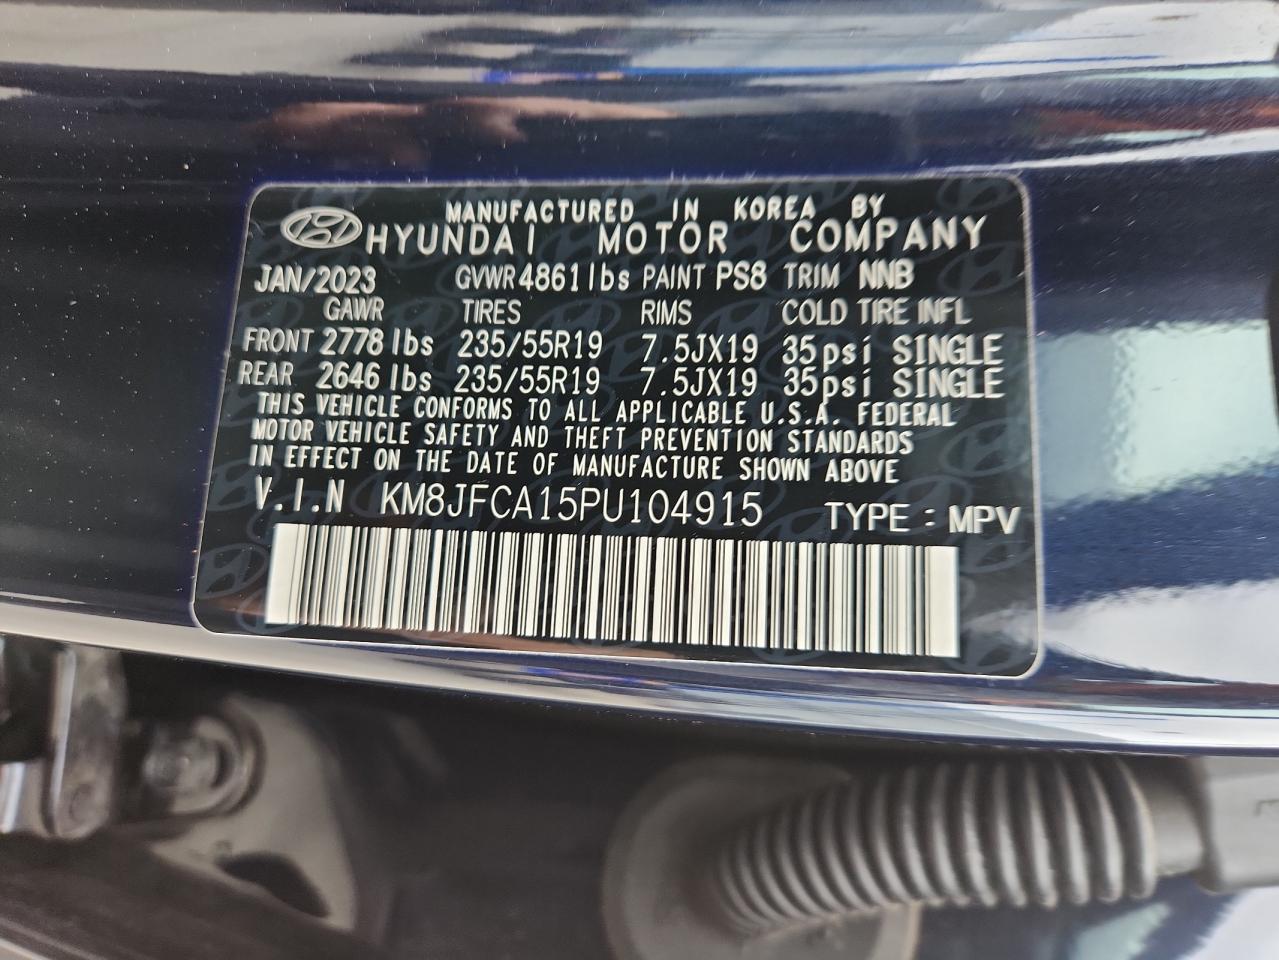 MANUFACTURED IN KOREA BY
HYUNDAI MOTOR COMPANY
JAN/2023 GVWR 4861lbs PAINT PS8 TRIM NNB
GAWR TIRES RIMS COLD TIRE INFL
FRONT 2778 lbs 235/55R19 7.5JX19 35psi SINGLE
REAR 2646 lbs 235/55R19 7.5JX19 35psi SINGLE
THIS VEHICLE CONFORMS TO ALL APPLICABLE U.S.A. FEDERAL
MOTOR VEHICLE SAFETY AND THEFT PREVENTION STANDARDS
IN EFFECT ON THE DATE OF MANUFACTURE SHOWN ABOVE
V.I.N KM8JFCA15PU104915 TYPE : MPV